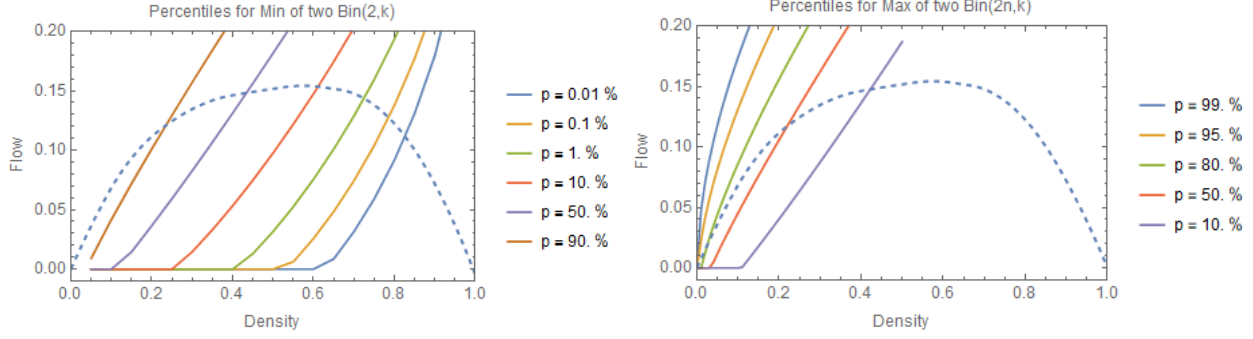 Percentiles for Min of two Bin(2,k)
0.20
0.15
0.10
0.05
0.00
Flow
0.0
0.2
0.4
0.6
0.8
1.0
Density
p = 0.01 %
p = 0.1 %
p = 1. %
p = 10. %
p = 50. %
p = 90. %
Percentiles for Max of two Bin(2n,k)
0.20
0.15
0.10
0.05
0.00
Flow
0.0
0.2
0.4
0.6
0.8
1.0
Density
p = 99. %
p = 95. %
p = 80. %
p = 50. %
p = 10. %